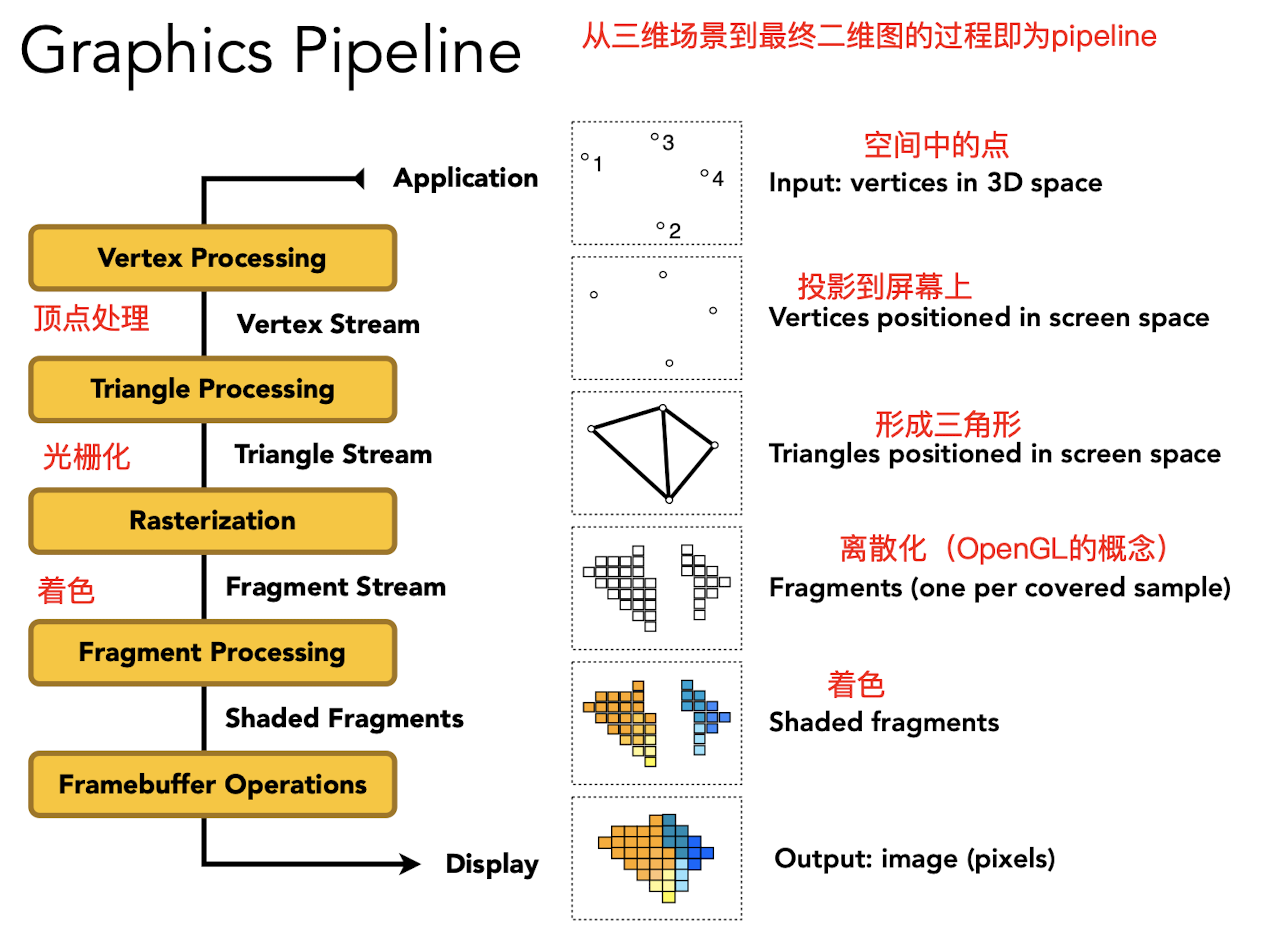 Graphics Pipeline
从三维场景到最终二维图的过程即为pipeline
Application
3
1
4
2
空间中的点
Input: vertices in 3D space
Vertex Processing
顶点处理
Vertex Stream
投影到屏幕上
Vertices positioned in screen space
Triangle Processing
光栅化
Triangle Stream
形成三角形
Triangles positioned in screen space
Rasterization
着色
Fragment Stream
离散化（OpenGL的概念）
Fragments (one per covered sample)
Fragment Processing
Shaded Fragments
着色
Shaded fragments
Framebuffer Operations
Display
Output: image (pixels)